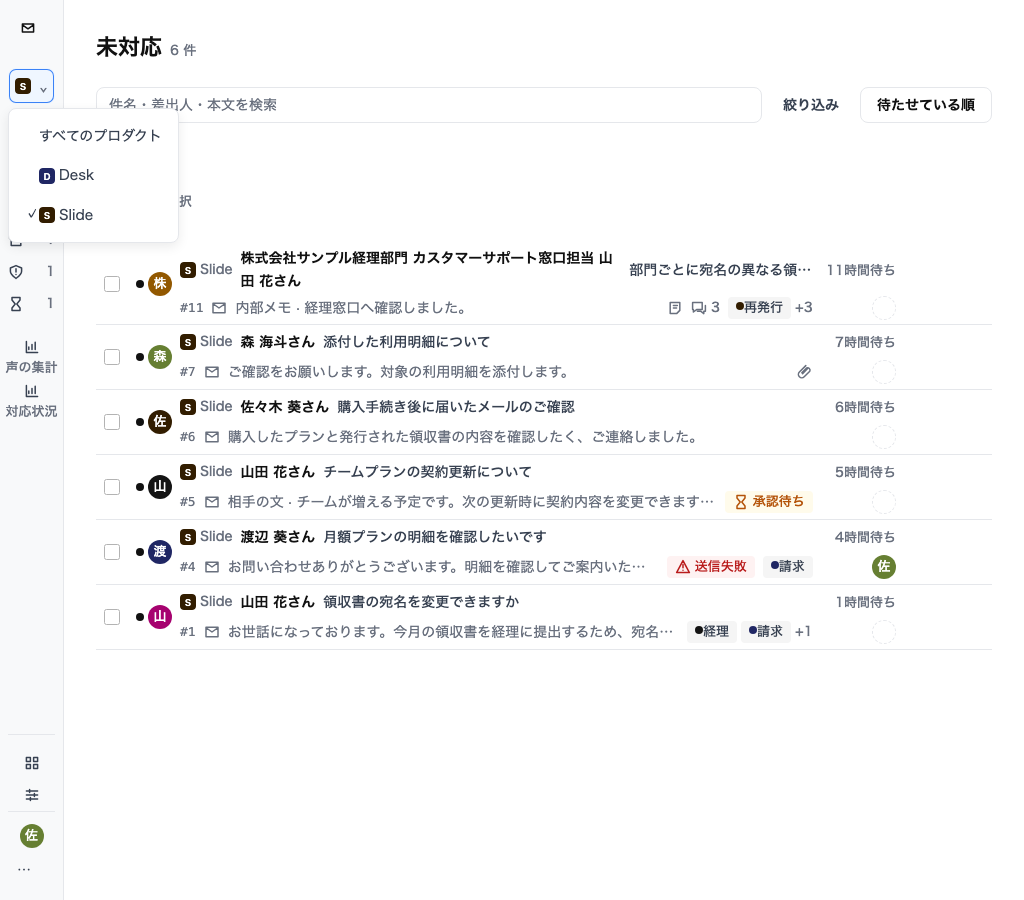 未対応 6 件
S
件名・差出人・本文を検索 絞り込み 待たせている順
すべてのプロダクト
D Desk
✓ S Slide
択
1
1
声の集計
対応状況
佐
…
株 S Slide 株式会社サンプル経理部門 カスタマーサポート窓口担当 山
田 花さん 部門ごとに宛名の異なる領… 11時間待ち
#11 内部メモ · 経理窓口へ確認しました。 3 再発行 +3
森 S Slide 森 海斗さん 添付した利用明細について 7時間待ち
#7 ご確認をお願いします。対象の利用明細を添付します。
佐 S Slide 佐々木 葵さん 購入手続き後に届いたメールのご確認 6時間待ち
#6 購入したプランと発行された領収書の内容を確認したく、ご連絡しました。
山 S Slide 山田 花さん チームプランの契約更新について 5時間待ち
#5 相手の文 · チームが増える予定です。次の更新時に契約内容を変更できます… 承認待ち
渡 S Slide 渡辺 葵さん 月額プランの明細を確認したいです 4時間待ち
#4 お問い合わせありがとうございます。明細を確認してご案内いた… 送信失敗 請求 佐
山 S Slide 山田 花さん 領収書の宛名を変更できますか 1時間待ち
#1 お世話になっております。今月の領収書を経理に提出するため、宛名… 経理 請求 +1